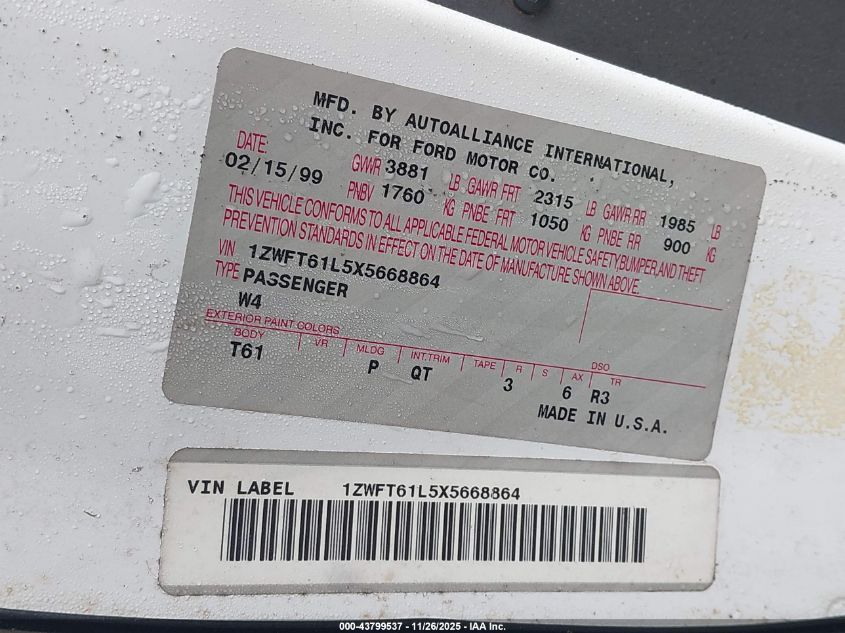 MFD. BY AUTOALLIANCE INTERNATIONAL,
INC. FOR FORD MOTOR CO.
DATE: 02/15/99
GWR 3881 LB GAWR FRT 2315 LB GAWR RR 1985 LB
PNBV 1760 KG PNBE FRT 1050 KG PNBE RR 900 KG
THIS VEHICLE CONFORMS TO ALL APPLICABLE FEDERAL MOTOR VEHICLE SAFETY BUMPER, AND THEFT
PREVENTION STANDARDS IN EFFECT ON THE DATE OF MANUFACTURE SHOWN ABOVE.
VIN 1ZWFT61L5X5668864
TYPE PASSENGER
W4
EXTERIOR PAINT COLORS DSO
BODY VR MLDG INT.TRIM TAPE R S AX TR
T61 P QT 3 6 R3
MADE IN U.S.A.
VIN LABEL 1ZWFT61L5X5668864
000-43799537 - 11/26/2025 - IAA Inc.